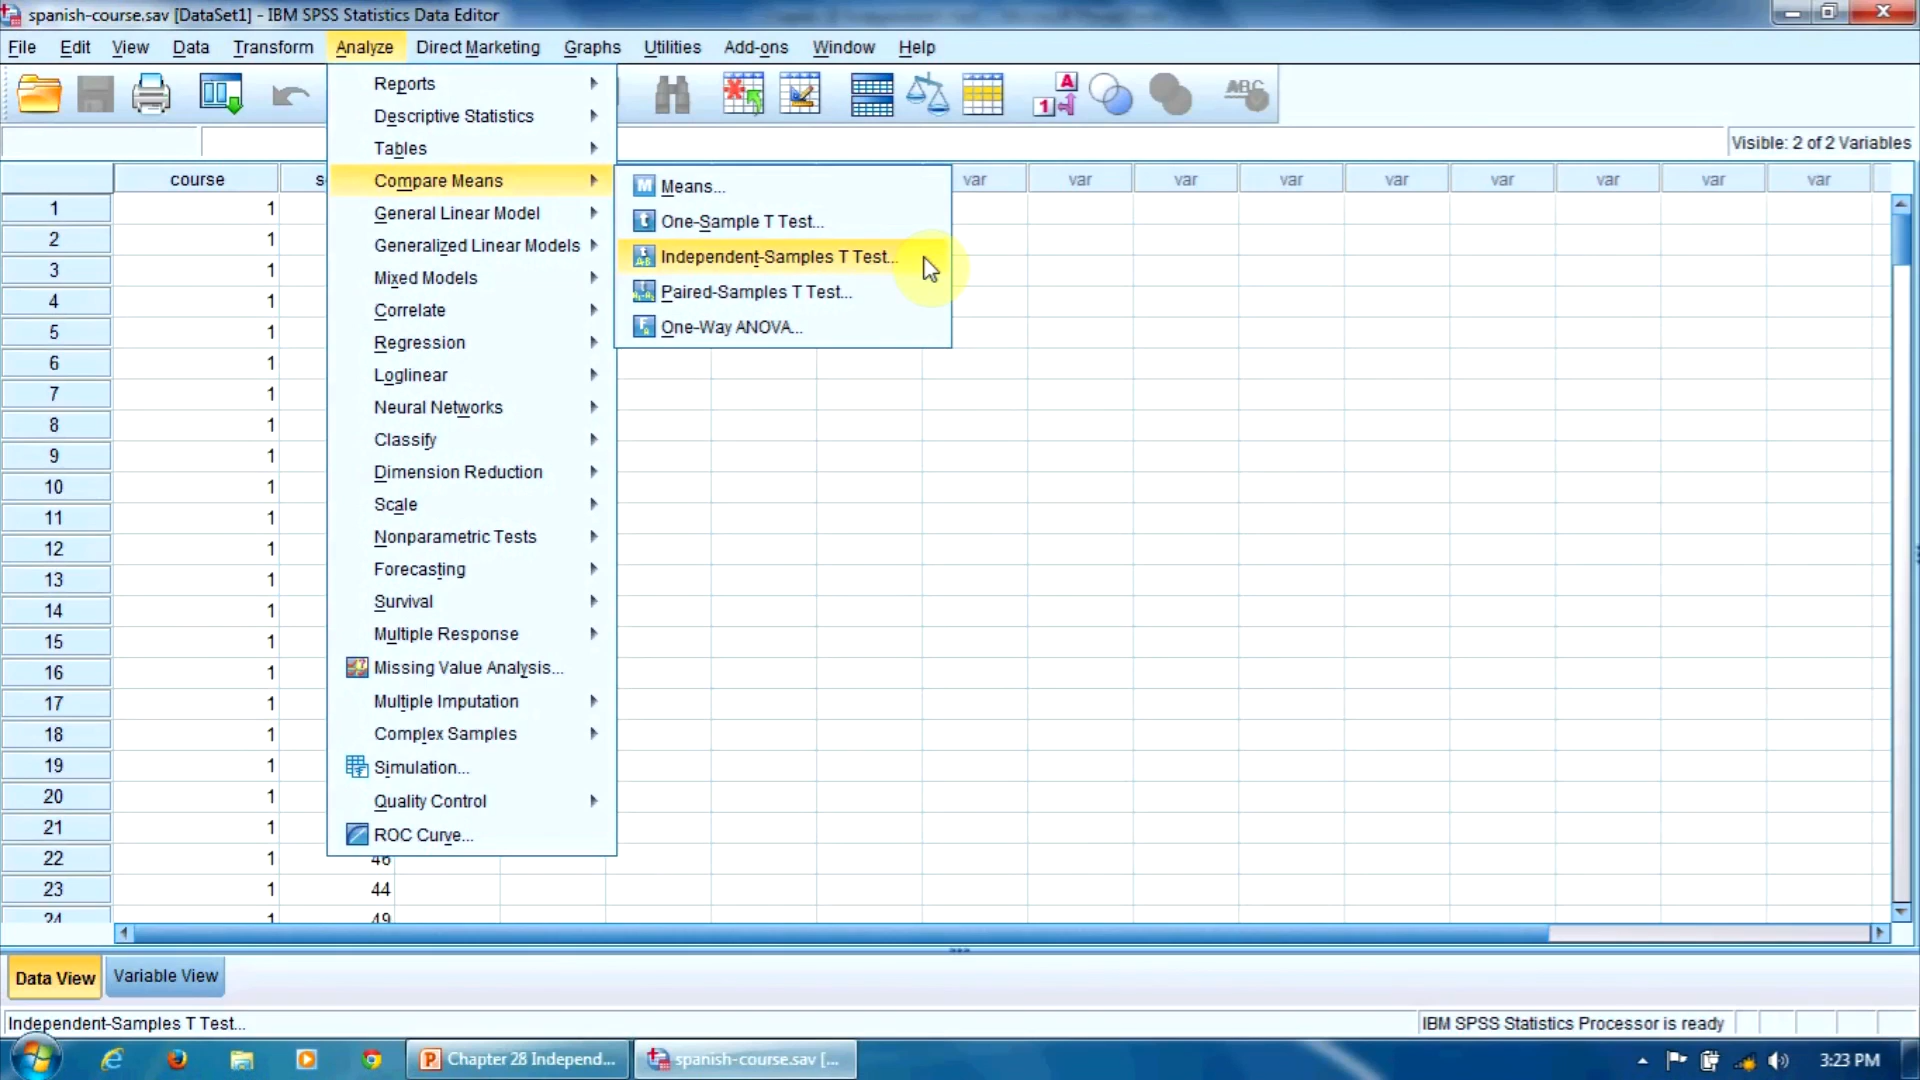 spanish-course.sav [DataSet1] - IBM SPSS Statistics Data Editor
File Edit View Data Transform Analyze Direct Marketing Graphs Utilities Add-ons Window Help
Visible: 2 of 2 Variables
course s var var var var var var var var var
Reports
Descriptive Statistics
Tables
Compare Means
General Linear Model
Generalized Linear Models
Mixed Models
Correlate
Regression
Loglinear
Neural Networks
Classify
Dimension Reduction
Scale
Nonparametric Tests
Forecasting
Survival
Multiple Response
Missing Value Analysis...
Multiple Imputation
Complex Samples
Simulation...
Quality Control
ROC Curve...
Means...
One-Sample T Test...
Independent-Samples T Test...
Paired-Samples T Test...
One-Way ANOVA...
1 1
2 1
3 1
4 1
5 1
6 1
7 1
8 1
9 1
10 1
11 1
12 1
13 1
14 1
15 1
16 1
17 1
18 1
19 1
20 1
21 1
22 1 46
23 1 44
24 1 49
Data View Variable View
Independent-Samples T Test... IBM SPSS Statistics Processor is ready
Chapter 28 Independ... spanish-course.sav [... 3:23 PM